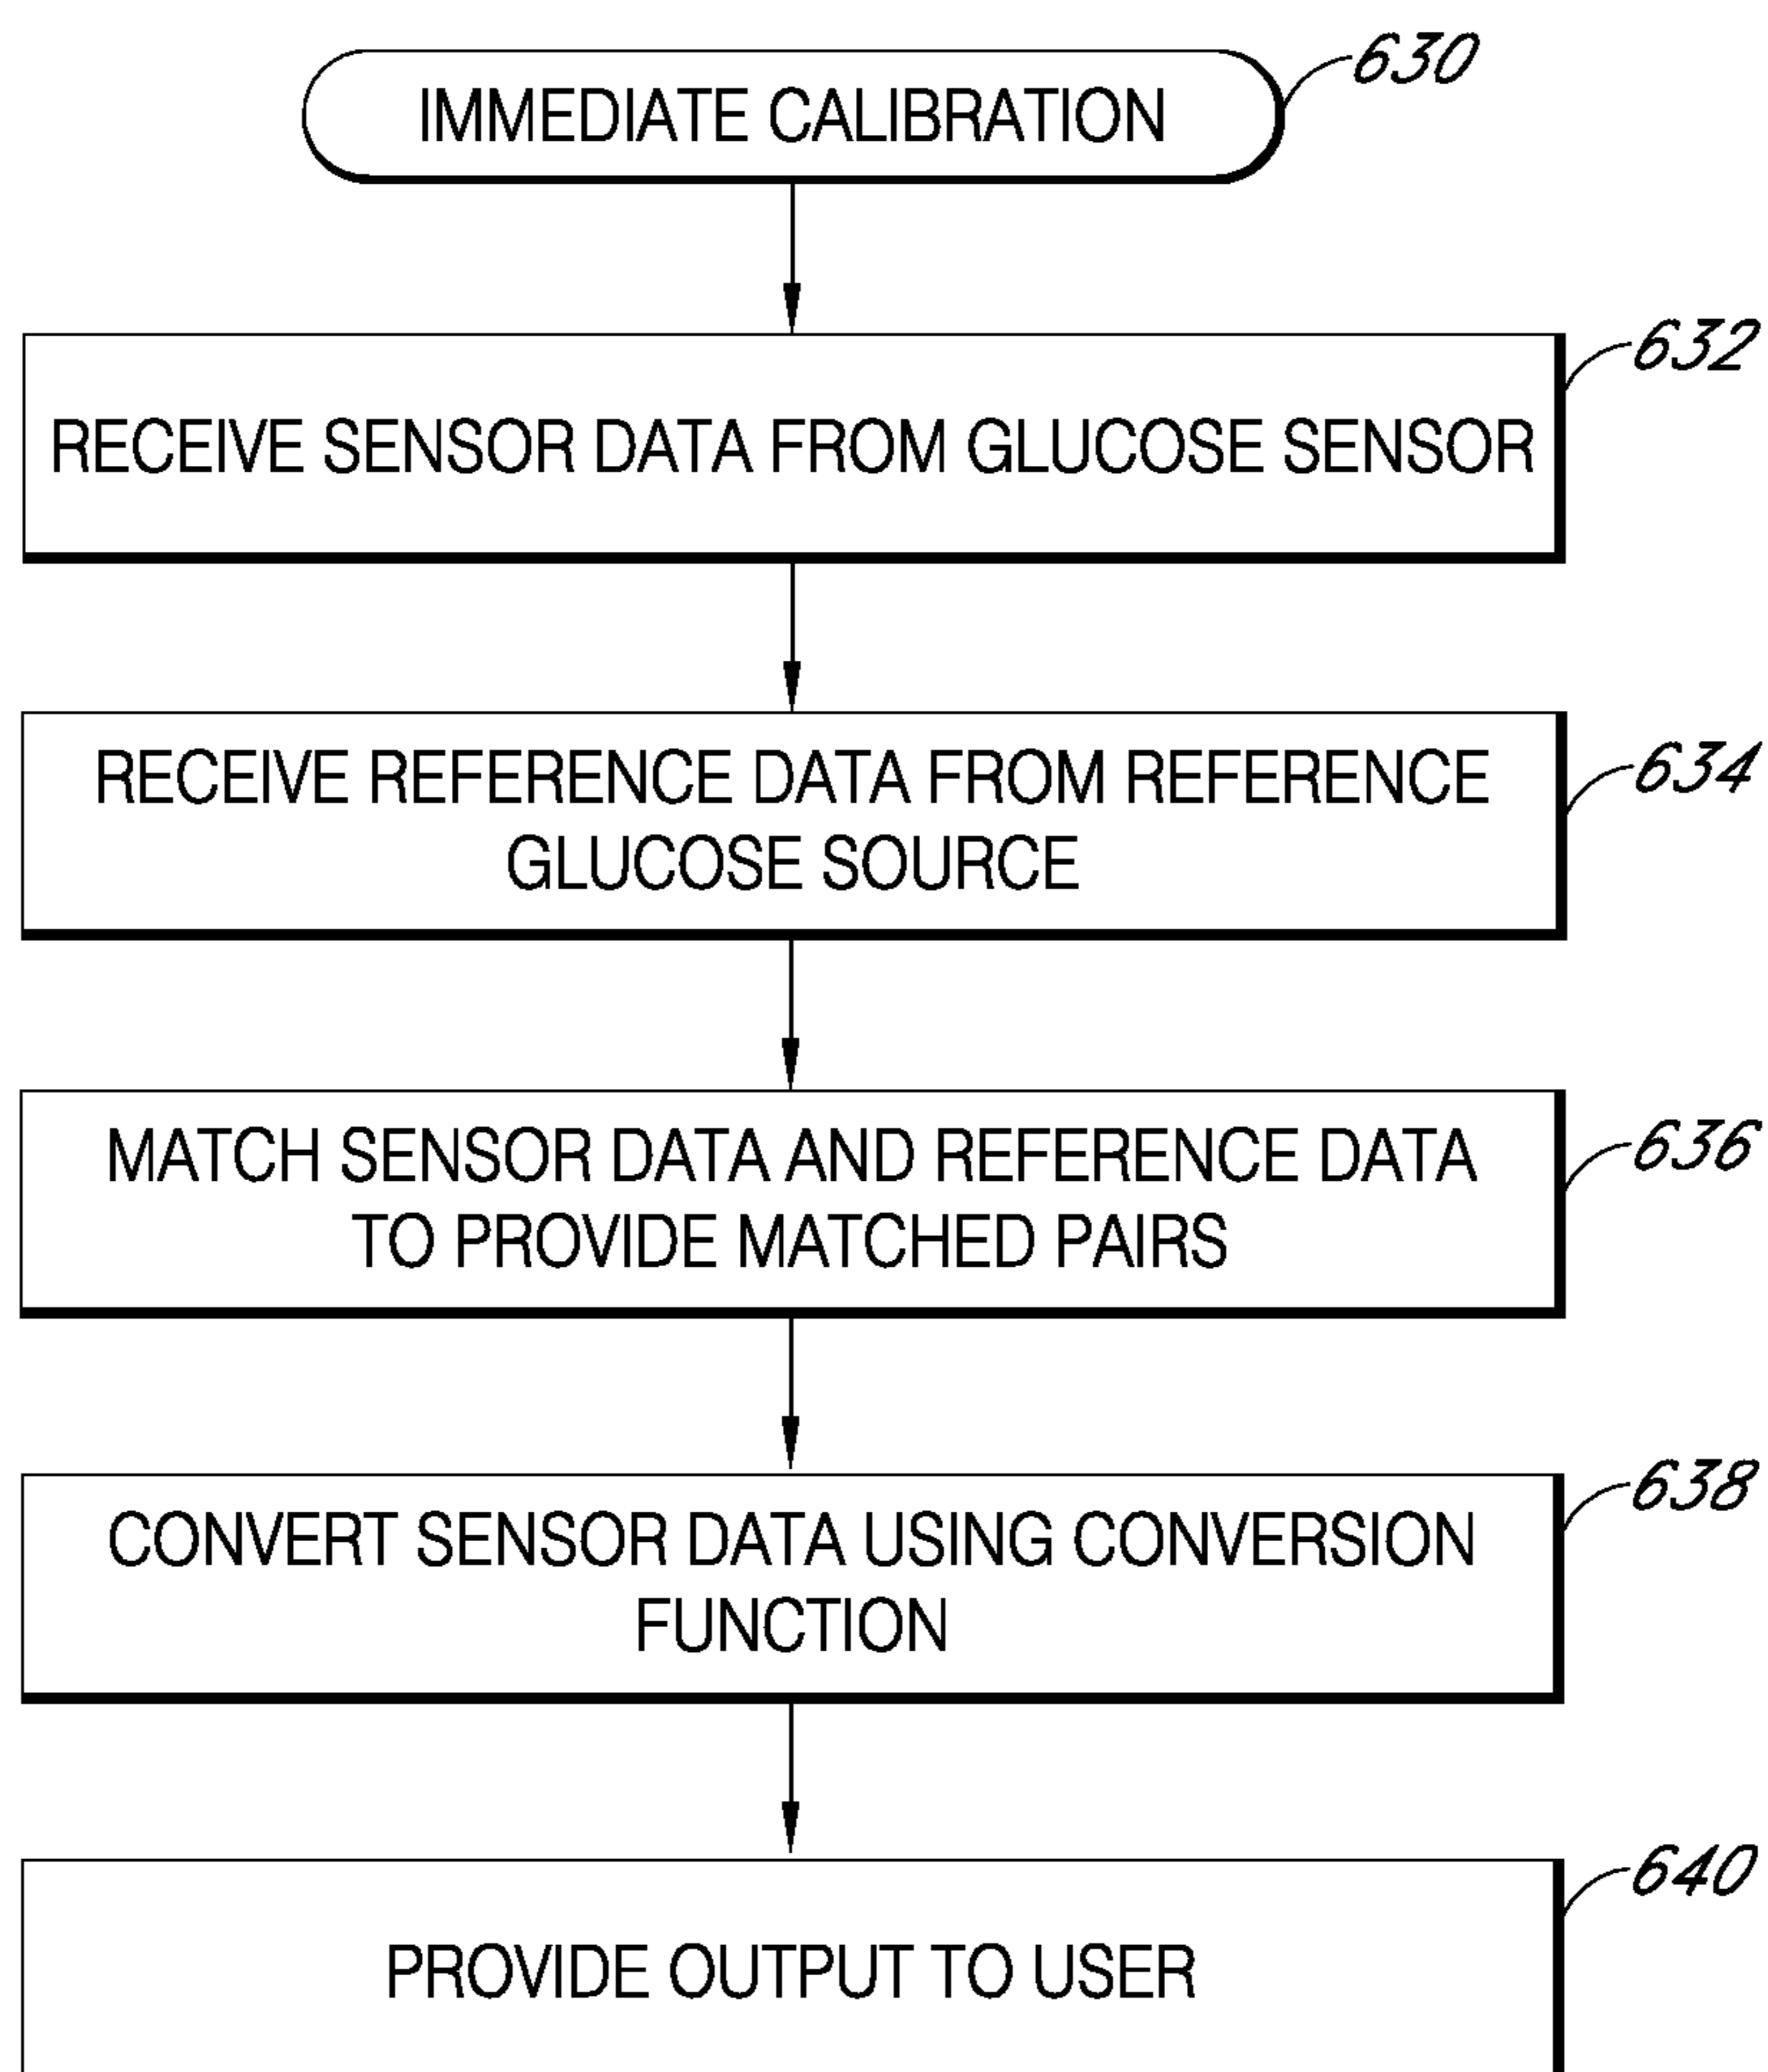 IMMEDIATE CALIBRATION
630
632
RECEIVE SENSOR DATA FROM GLUCOSE SENSOR
RECEIVE REFERENCE DATA FROM REFERENCE
634
GLUCOSE SOURCE
MATCH SENSOR DATA AND REFERENCE DATA
636
TO PROVIDE MATCHED PAIRS
638
CONVERT SENSOR DATA USING CONVERSION
FUNCTION
640
PROVIDE OUTPUT TO USER